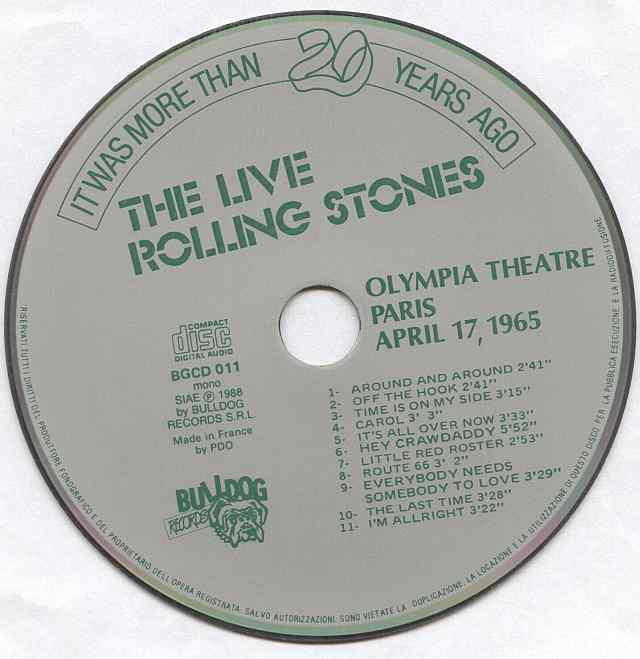 IT WAS MORE THAN 20 YEARS AGO
THE LIVE
ROLLING STONES
OLYMPIA THEATRE
PARIS
APRIL 17, 1965
COMPACT
disc
DIGITAL AUDIO
BGCD 011
mono
SIAE Ⓟ 1988
by BULLDOG
RECORDS S.R.L
Made in France
by PDO
BULLDOG
RECORDS
1- AROUND AND AROUND 2'41''
2- OFF THE HOOK 2'41''
3- TIME IS ON MY SIDE 3'15''
4- CAROL 3' 3''
5- IT'S ALL OVER NOW 3'33''
6- HEY CRAWDADDY 5'52''
7- LITTLE RED ROSTER 2'53''
8- ROUTE 66 3' 2''
9- EVERYBODY NEEDS
SOMEBODY TO LOVE 3'29''
10- THE LAST TIME 3'28''
11- I'M ALLRIGHT 3'22''
RISERVATI TUTTI I DIRITTI DEL PRODUTTORE FONOGRAFICO E DEL PROPRIETARIO DELL'OPERA REGISTRATA. SALVO AUTORIZZAZIONI, SONO VIETATE LA DUPLICAZIONE, LA LOCAZIONE E LA UTILIZZAZIONE DI QUESTO DISCO PER LA PUBBLICA ESECUZIONE E LA RADIODIFFUSIONE